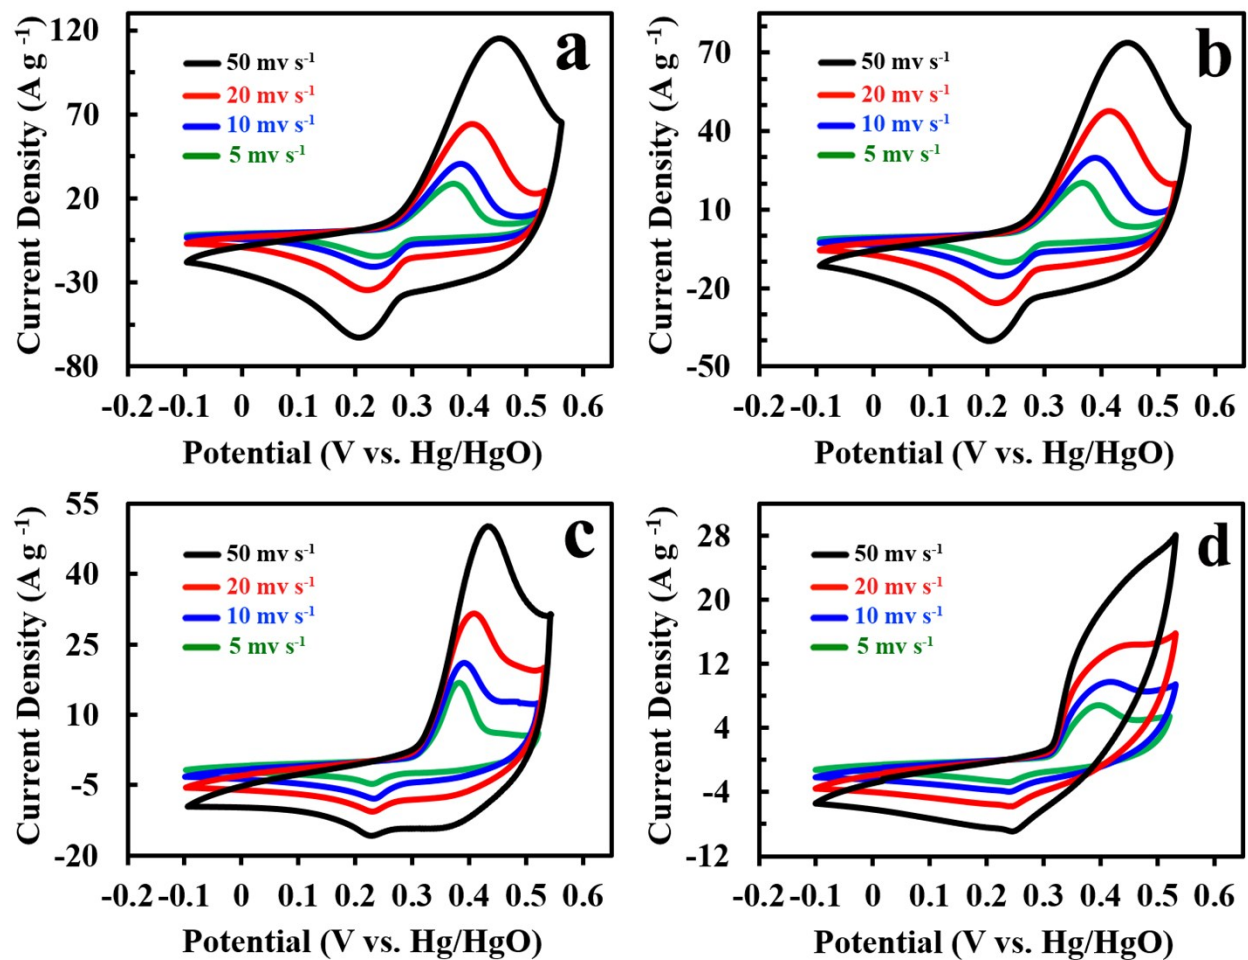 a
Current Density (A g ⁻¹)
120
70
20
-30
-80
50 mv s⁻¹
20 mv s⁻¹
10 mv s⁻¹
5 mv s⁻¹
-0.2 -0.1 0 0.1 0.2 0.3 0.4 0.5 0.6
Potential (V vs. Hg/HgO)
b
Current Density (A g ⁻¹)
70
40
10
-20
-50
50 mv s⁻¹
20 mv s⁻¹
10 mv s⁻¹
5 mv s⁻¹
-0.2 -0.1 0 0.1 0.2 0.3 0.4 0.5 0.6
Potential (V vs. Hg/HgO)
c
Current Density (A g ⁻¹)
55
40
25
10
-5
-20
50 mv s⁻¹
20 mv s⁻¹
10 mv s⁻¹
5 mv s⁻¹
-0.2 -0.1 0 0.1 0.2 0.3 0.4 0.5 0.6
Potential (V vs. Hg/HgO)
d
Current Density (A g ⁻¹)
28
20
12
4
-4
-12
50 mv s⁻¹
20 mv s⁻¹
10 mv s⁻¹
5 mv s⁻¹
-0.2 -0.1 0 0.1 0.2 0.3 0.4 0.5 0.6
Potential (V vs. Hg/HgO)